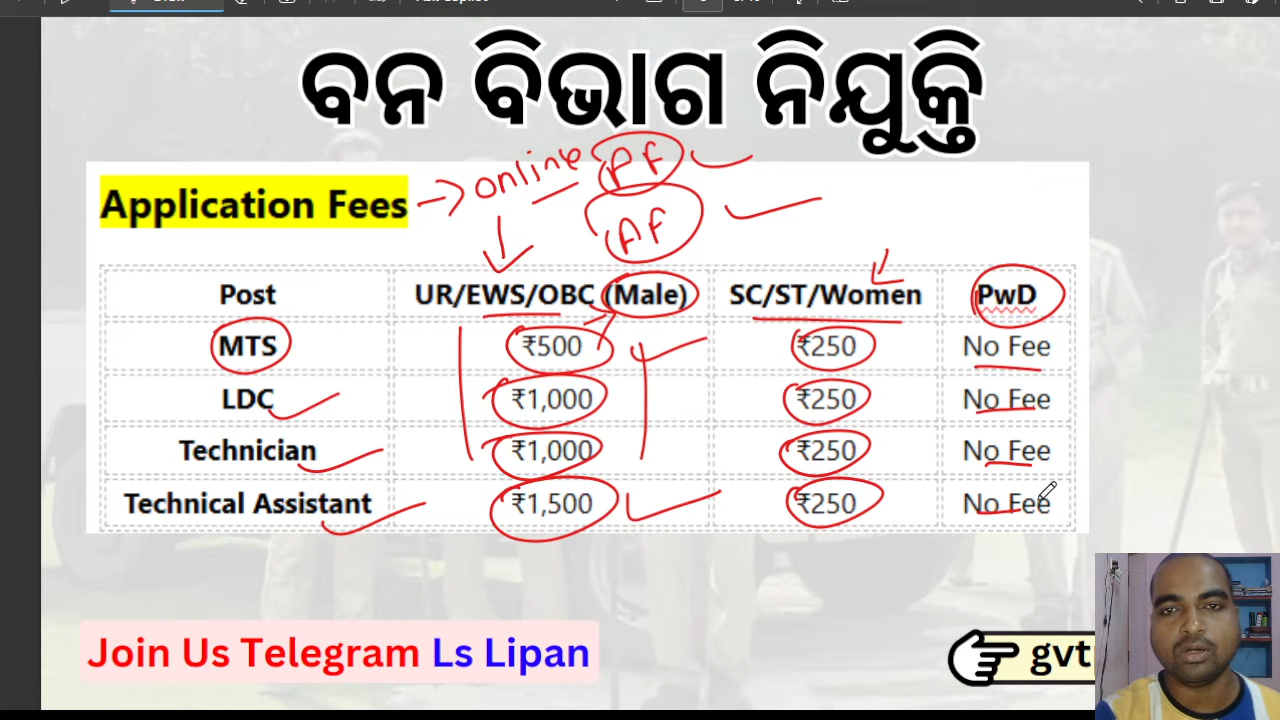 ବନ ବିଭାଗ ନିଯୁକ୍ତି
Application Fees → online PF
AF
Post UR/EWS/OBC (Male) SC/ST/Women PwD
MTS ₹500 ₹250 No Fee
LDC ₹1,000 ₹250 No Fee
Technician ₹1,000 ₹250 No Fee
Technical Assistant ₹1,500 ₹250 No Fee
Join Us Telegram Ls Lipan
gvt